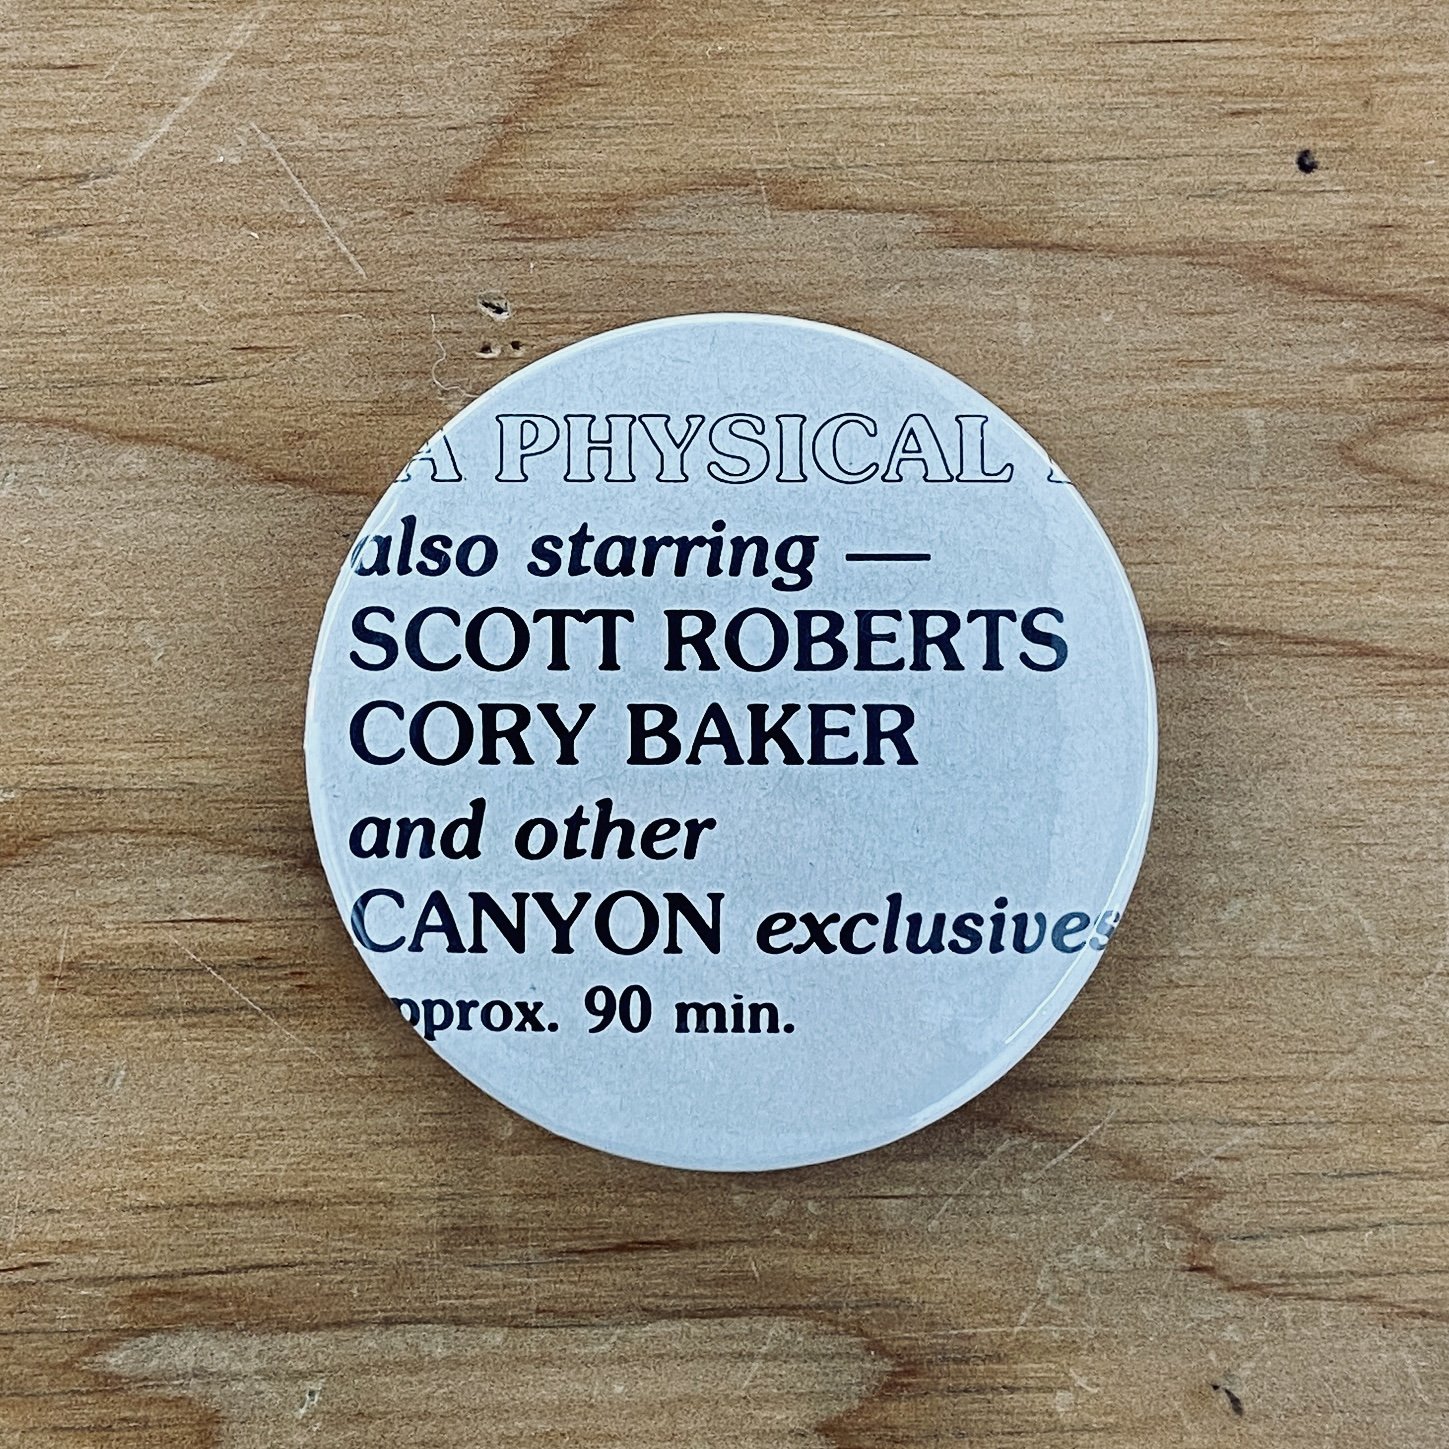 A PHYSICAL
also starring —
SCOTT ROBERTS
CORY BAKER
and other
CANYON exclusives
pprox. 90 min.